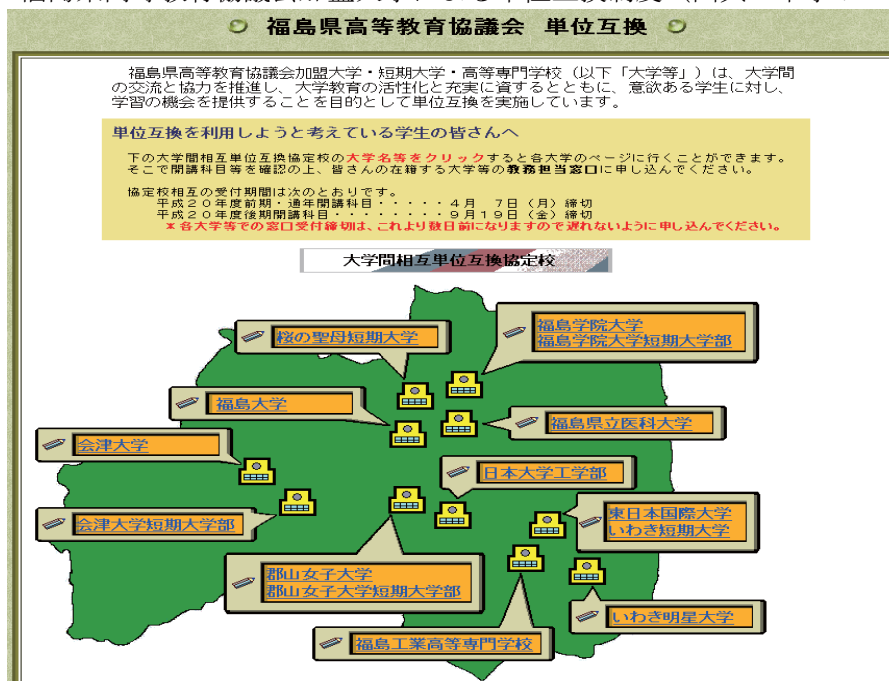 福島県高等教育協議会 単位互換
福島県高等教育協議会加盟大学・短期大学・高等専門学校(以下「大学等」)は、大学間
の交流と協力を推進し、大学教育の活性化と充実に資するとともに、意欲ある学生に対し、
学習の機会を提供することを目的として単位互換を実施しています。
単位互換を利用しようと考えている学生の皆さんへ
下の大学間相互単位互換協定校の大学名等をクリックすると各大学のページに行くことができます。
そこで開講科目等を確認の上、皆さんの在籍する大学等の教務担当窓口に申し込んでください。
協定校相互の受付期間は次のとおりです。
平成20年度前期・通年開講科目・・・・・4月 7日(月)締切
平成20年度後期開講科目・・・・・・・・9月19日(金)締切
*各大学等での窓口受付締切は、これより数日前になりますので遅れないように申し込んでください。
大学間相互単位互換協定校
桜の聖母短期大学
福島学院大学
福島学院大学短期大学部
福島大学
福島県立医科大学
会津大学
日本大学工学部
会津大学短期大学部
東日本国際大学
いわき短期大学
郡山女子大学
郡山女子大学短期大学部
いわき明星大学
福島工業高等専門学校